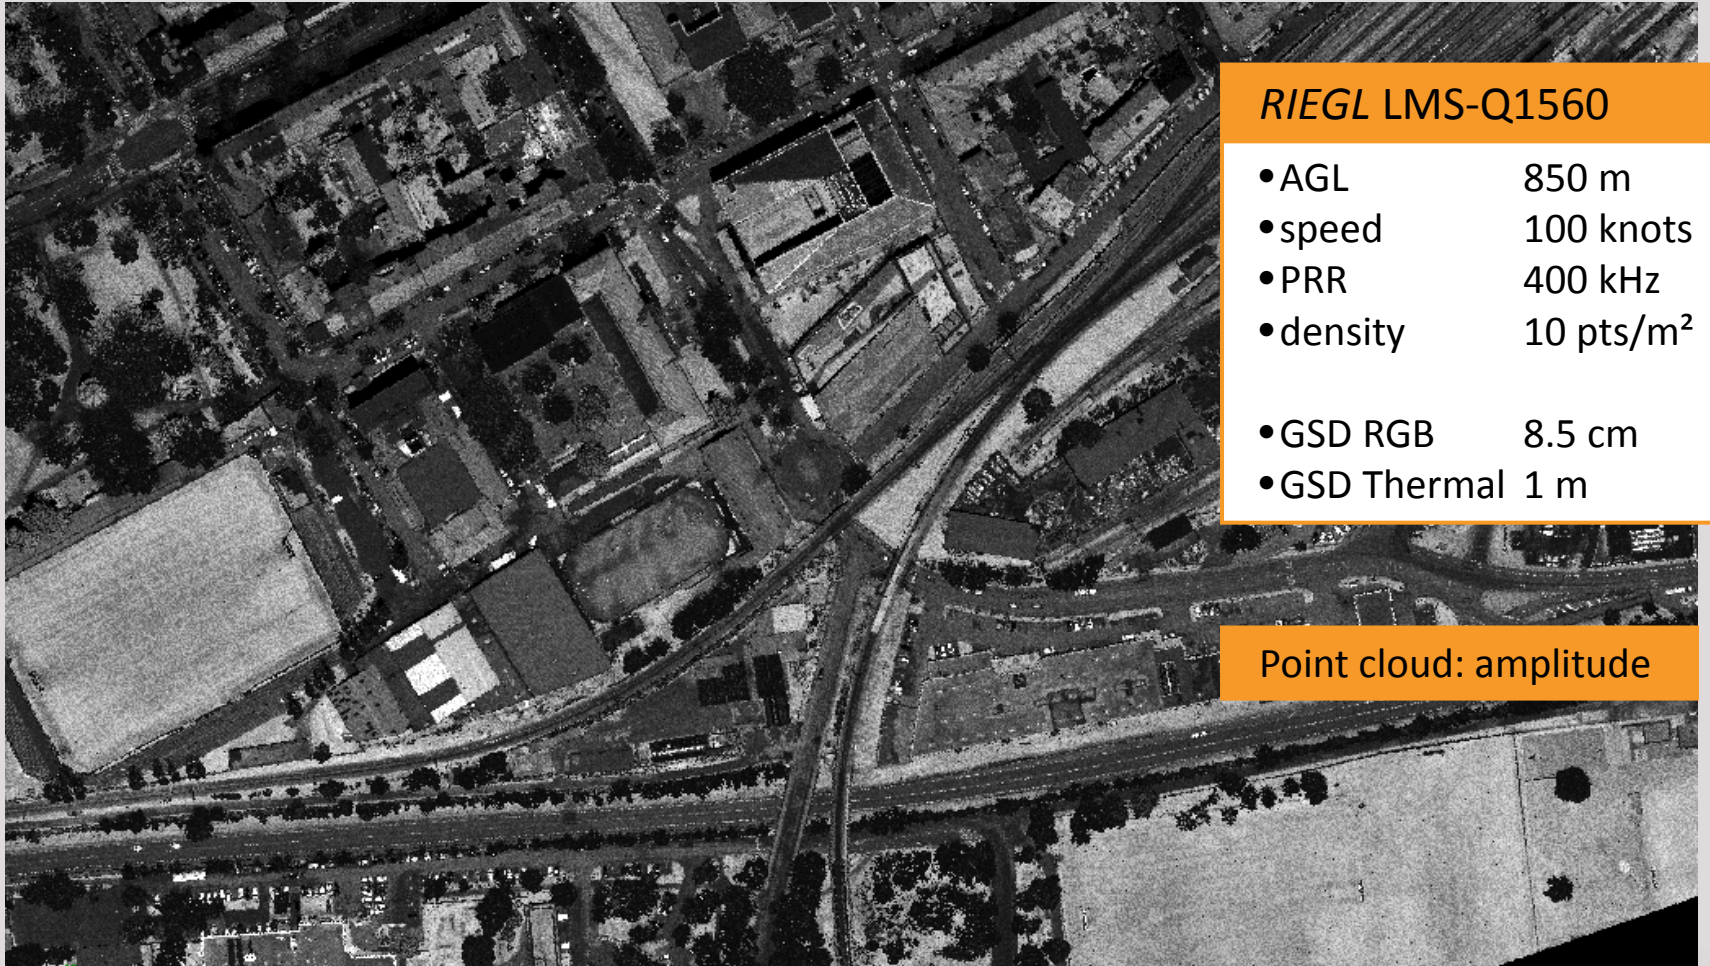 RIEGL LMS-Q1560
•AGL 850 m
•speed 100 knots
•PRR 400 kHz
•density 10 pts/m²
•GSD RGB 8.5 cm
•GSD Thermal 1 m
Point cloud: amplitude